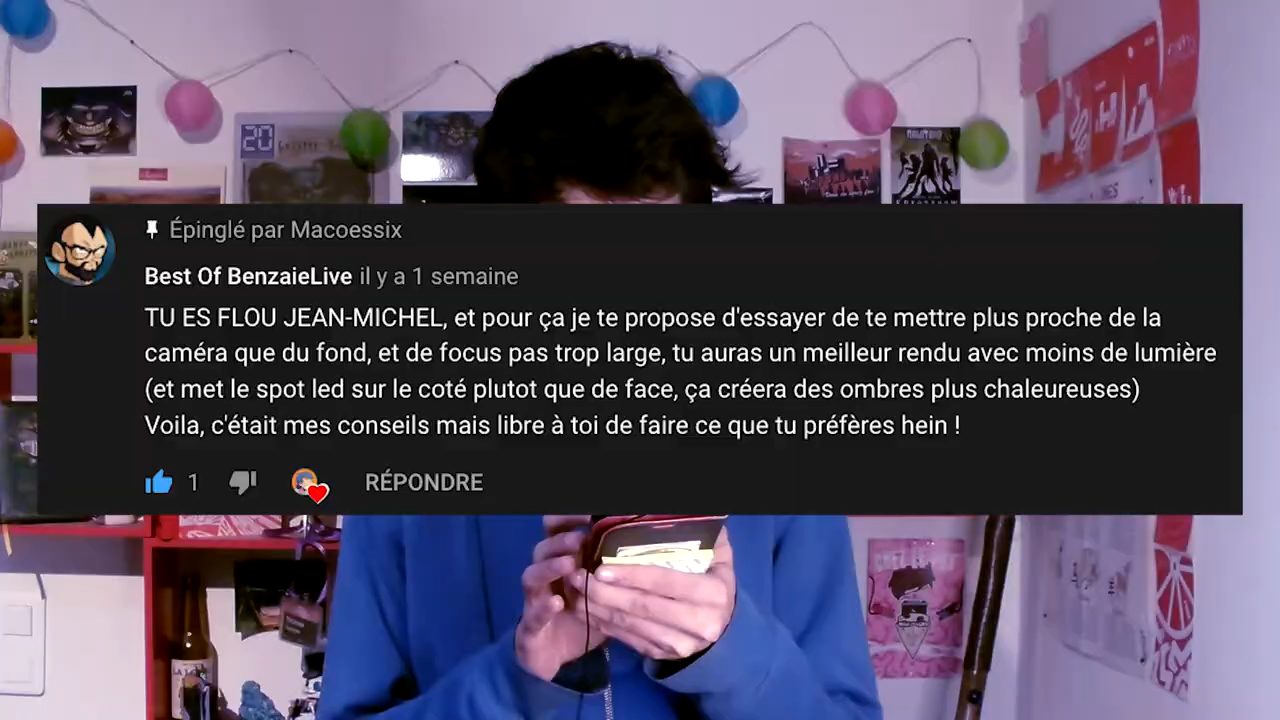 20
Épinglé par Macoessix
Best Of BenzaieLive il y a 1 semaine
TU ES FLOU JEAN-MICHEL, et pour ça je te propose d'essayer de te mettre plus proche de la
caméra que du fond, et de focus pas trop large, tu auras un meilleur rendu avec moins de lumière
(et met le spot led sur le coté plutot que de face, ça créera des ombres plus chaleureuses)
Voila, c'était mes conseils mais libre à toi de faire ce que tu préfères hein !
1
RÉPONDRE